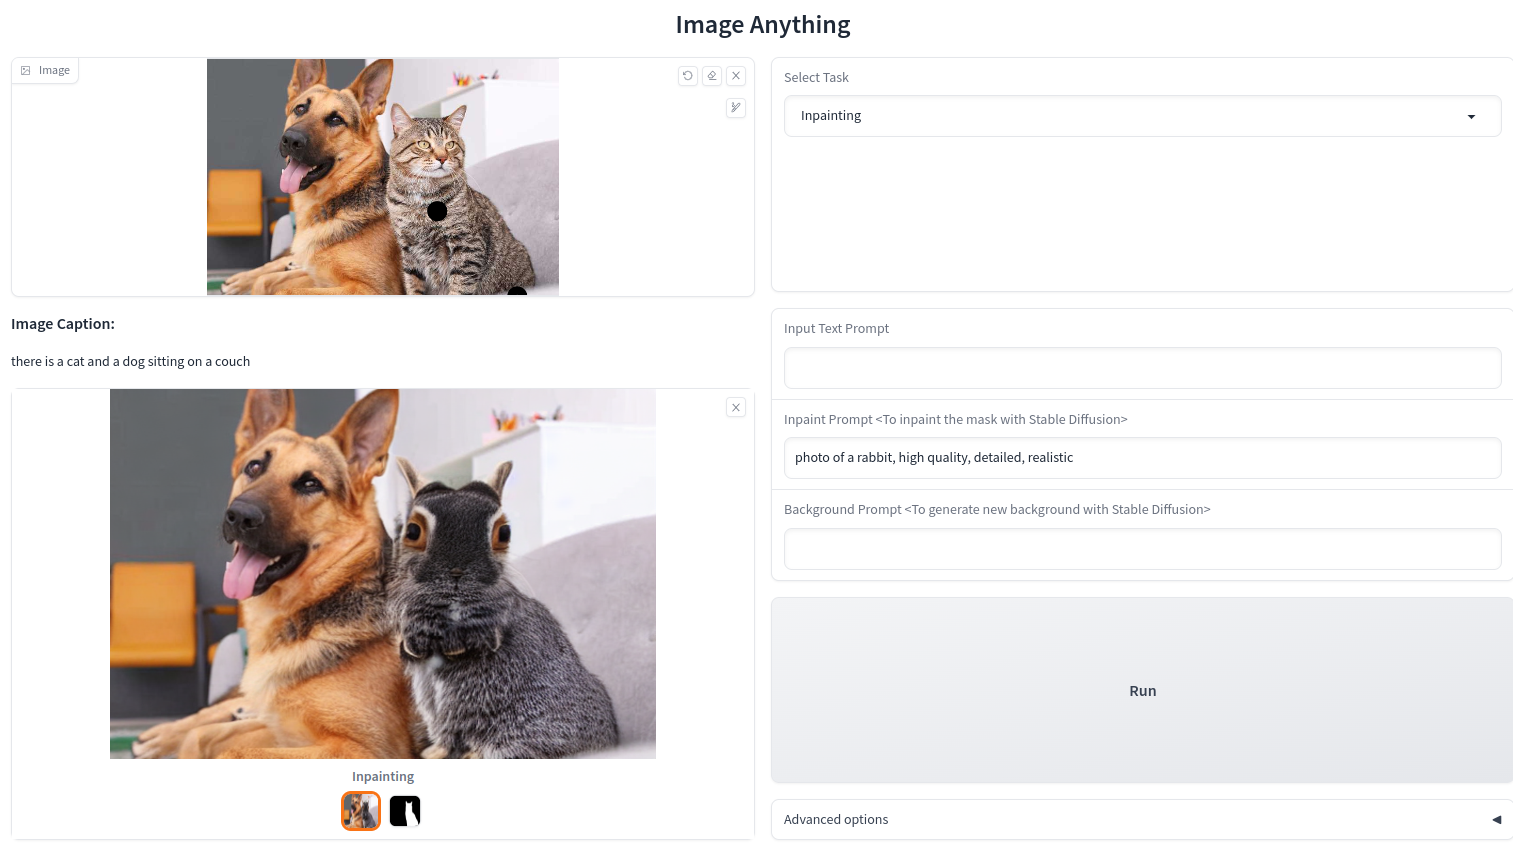 Image Anything
Image
Select Task
Inpainting
Image Caption:
there is a cat and a dog sitting on a couch
Input Text Prompt
Inpaint Prompt <To inpaint the mask with Stable Diffusion>
photo of a rabbit, high quality, detailed, realistic
Background Prompt <To generate new background with Stable Diffusion>
Run
Inpainting
Advanced options